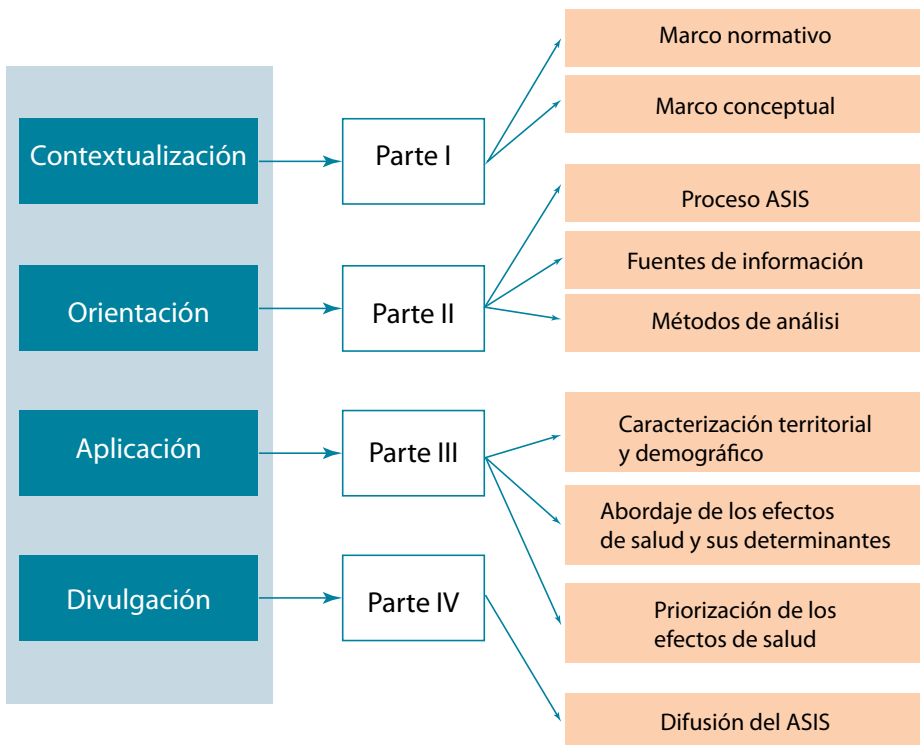 Contextualización
Parte I
Marco normativo
Marco conceptual
Orientación
Parte II
Proceso ASIS
Fuentes de información
Métodos de análisi
Aplicación
Parte III
Caracterización territorial
y demográfico
Abordaje de los efectos
de salud y sus determinantes
Priorización de los
efectos de salud
Divulgación
Parte IV
Difusión del ASIS